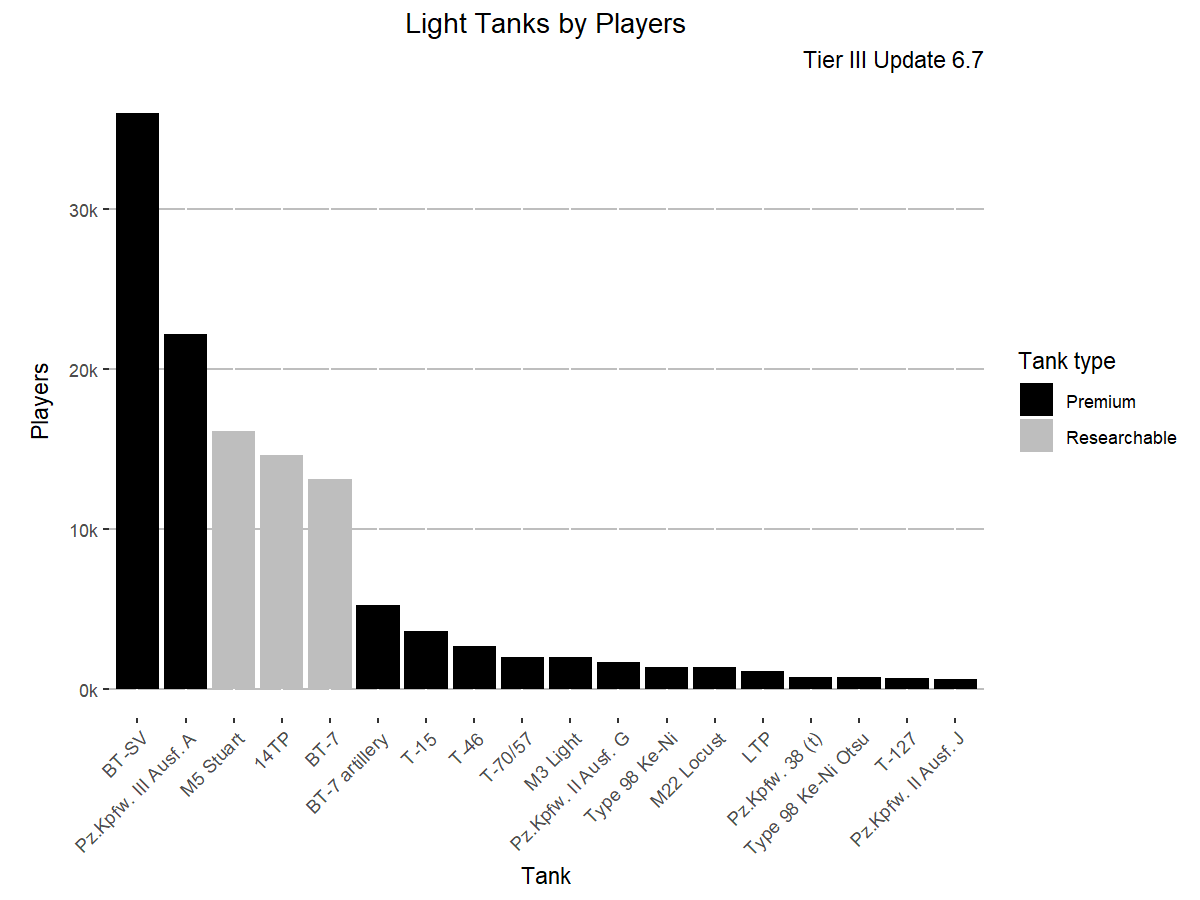 Light Tanks by Players
Tier III Update 6.7
Players
30k
20k
10k
0k
BT-SV
Pz.Kpfw. III Ausf. A
M5 Stuart
14TP
BT-7
BT-7 artillery
T-15
T-46
T-70/57
M3 Light
Pz.Kpfw. II Ausf. G
Type 98 Ke-Ni
M22 Locust
LTP
Pz.Kpfw. 38 (t)
Type 98 Ke-Ni Otsu
T-127
Pz.Kpfw. II Ausf. J
Tank
Tank type
Premium
Researchable